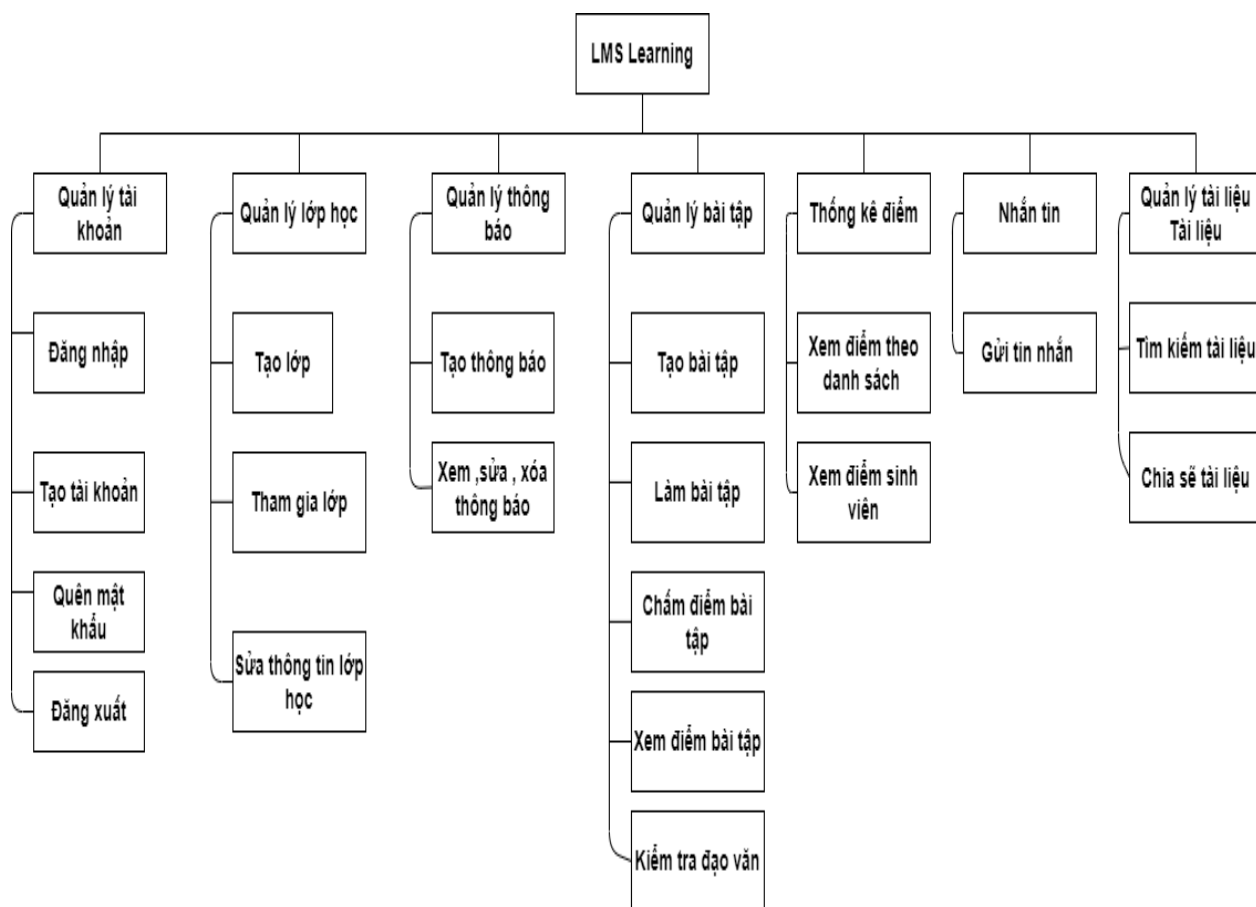 LMS Learning
Quản lý tài
khoản
Đăng nhập
Tạo tài khoản
Quên mật
khẩu
Đăng xuất
Quản lý lớp học
Tạo lớp
Tham gia lớp
Sửa thông tin lớp
học
Quản lý thông
báo
Tạo thông báo
Xem ,sửa , xóa
thông báo
Quản lý bài tập
Tạo bài tập
Làm bài tập
Chấm điểm bài
tập
Xem điểm bài tập
Kiểm tra đạo văn
Thống kê điểm
Xem điểm theo
danh sách
Xem điểm sinh
viên
Nhắn tin
Gửi tin nhắn
Quản lý tài liệu
Tài liệu
Tìm kiếm tài liệu
Chia sẽ tài liệu